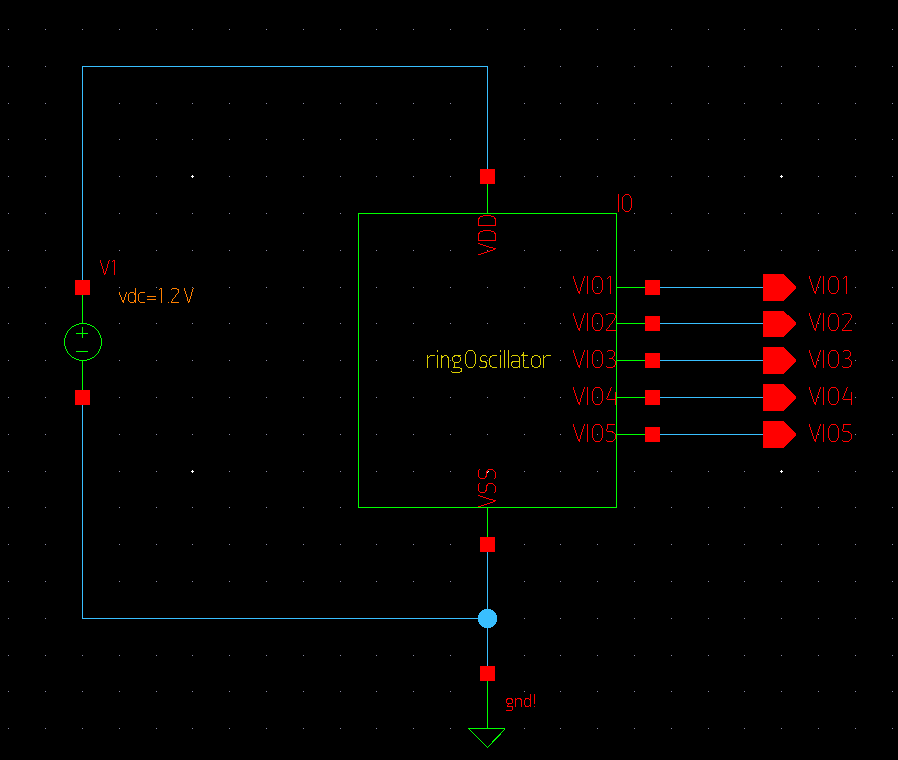 I0
VDD
V1
vdc=1.2 V
VIO1 VIO1
VIO2 VIO2
ringOscillator VIO3 VIO3
VIO4 VIO4
VIO5 VIO5
VSS
gnd!